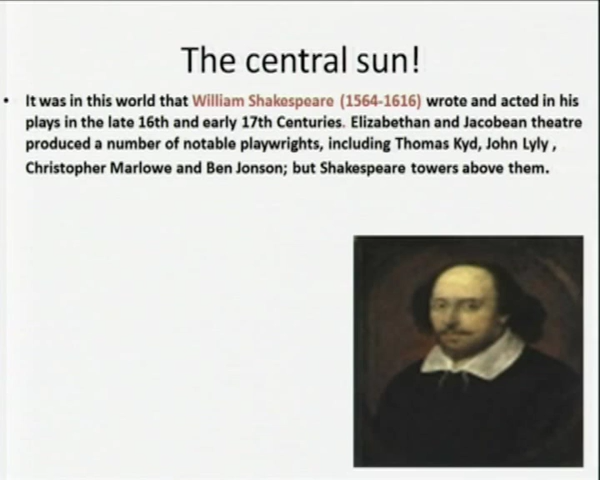 The central sun!
• It was in this world that William Shakespeare (1564-1616) wrote and acted in his
plays in the late 16th and early 17th Centuries. Elizabethan and Jacobean theatre
produced a number of notable playwrights, including Thomas Kyd, John Lyly ,
Christopher Marlowe and Ben Jonson; but Shakespeare towers above them.